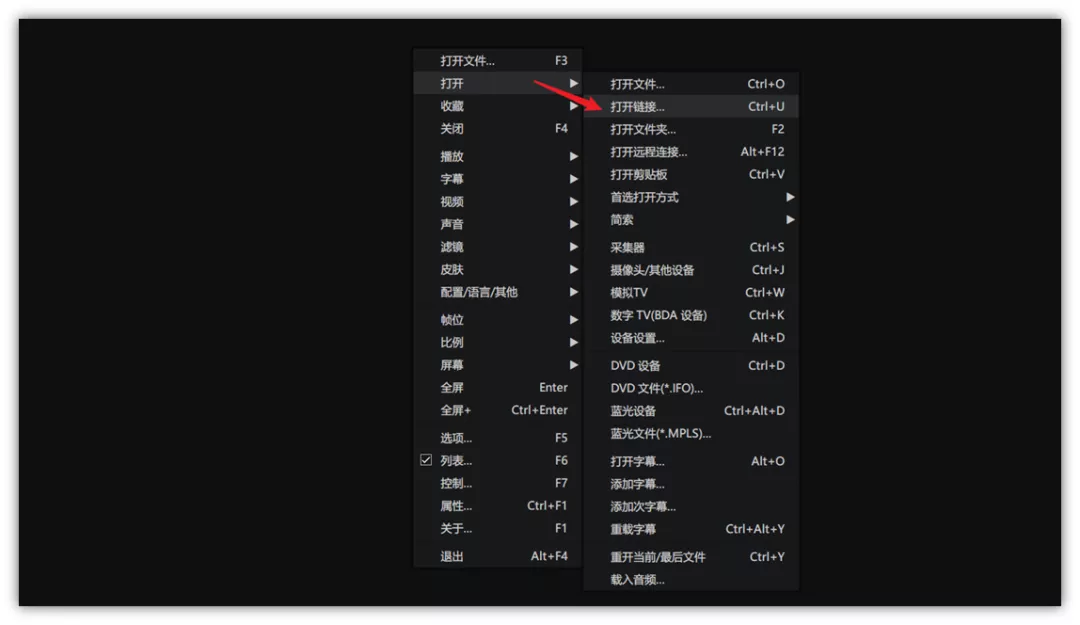 打开文件... F3
打开
收藏
关闭 F4
播放
字幕
视频
声音
滤镜
皮肤
配置/语言/其他
帧位
比例
屏幕
全屏 Enter
全屏+ Ctrl+Enter
选项... F5
列表... F6
控制... F7
属性... Ctrl+F1
关于... F1
退出 Alt+F4
打开文件... Ctrl+O
打开链接... Ctrl+U
打开文件夹... F2
打开远程连接... Alt+F12
打开剪贴板 Ctrl+V
首选打开方式
简索
采集器 Ctrl+S
摄像头/其他设备 Ctrl+J
模拟TV Ctrl+W
数字 TV(BDA 设备) Ctrl+K
设备设置... Alt+D
DVD 设备 Ctrl+D
DVD 文件(*.IFO)...
蓝光设备 Ctrl+Alt+D
蓝光文件(*.MPLS)...
打开字幕... Alt+O
添加字幕...
添加次字幕...
重载字幕 Ctrl+Alt+Y
重开当前/最后文件 Ctrl+Y
载入音频...